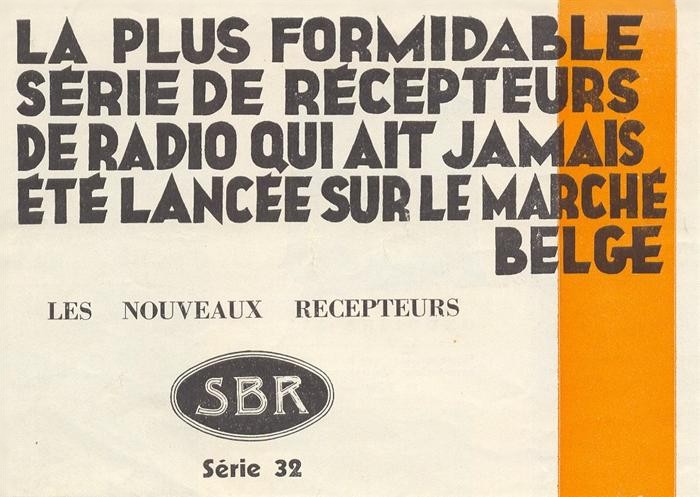 LA PLUS FORMIDABLE
SÉRIE DE RÉCEPTEURS
DE RADIO QUI AIT JAMAIS
ÉTÉ LANCÉE SUR LE MARCHÉ
BELGE
LES NOUVEAUX RECEPTEURS
SBR
Série 32